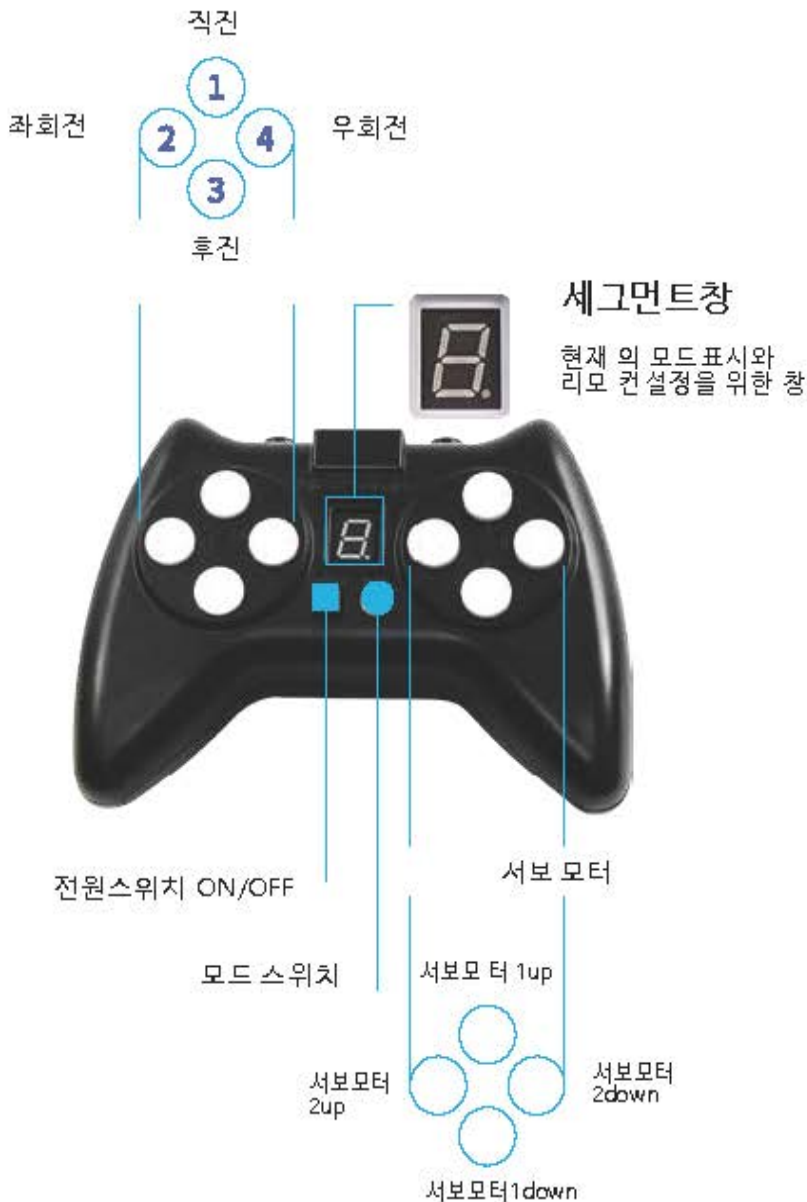 직진
1
좌회전
2
4
우회전
3
후진
세그먼트창
현재 의 모드표시와
리모 컨설정을 위한 창
8.
8.
전원스위치 ON/OFF
서보 모터
모드 스위치
서보모 터 1up
서보모터
2up
서보모터
2down
서보모터1down